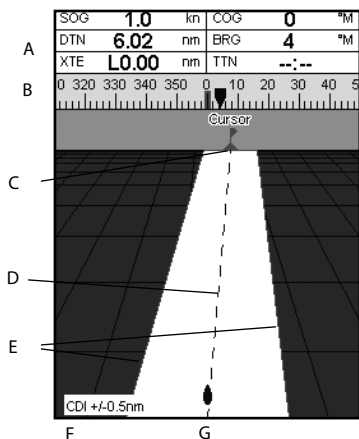 SOG 1.0 kn COG 0 °M
A
DTN 6.02 nm BRG 4 °M
XTE L0.00 nm TTN --:--
B
0 320 330 340 350 0 10 20 30 40 5
Cursor
C
D
E
CDI +/-0.5nm
F G